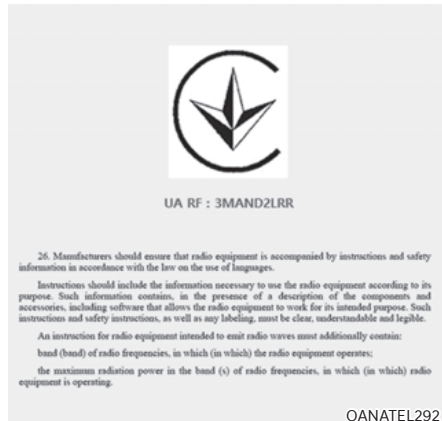 UA RF : 3MAND2LRR
26. Manufacturers should ensure that radio equipment is accompanied by instructions and safety
information in accordance with the law on the use of languages.
Instructions should include the information necessary to use the radio equipment according to its
purpose. Such information contains, in the presence of a description of the components and
accessories, including software that allows the radio equipment to work for its intended purpose. Such
instructions and safety instructions, as well as any labeling, must be clear, understandable and legible.
An instruction for radio equipment intended to emit radio waves must additionally contain:
band (band) of radio frequencies, in which (in which) the radio equipment operates;
the maximum radiation power in the band (s) of radio frequencies, in which (in which) radio
equipment is operating.
OANATEL292